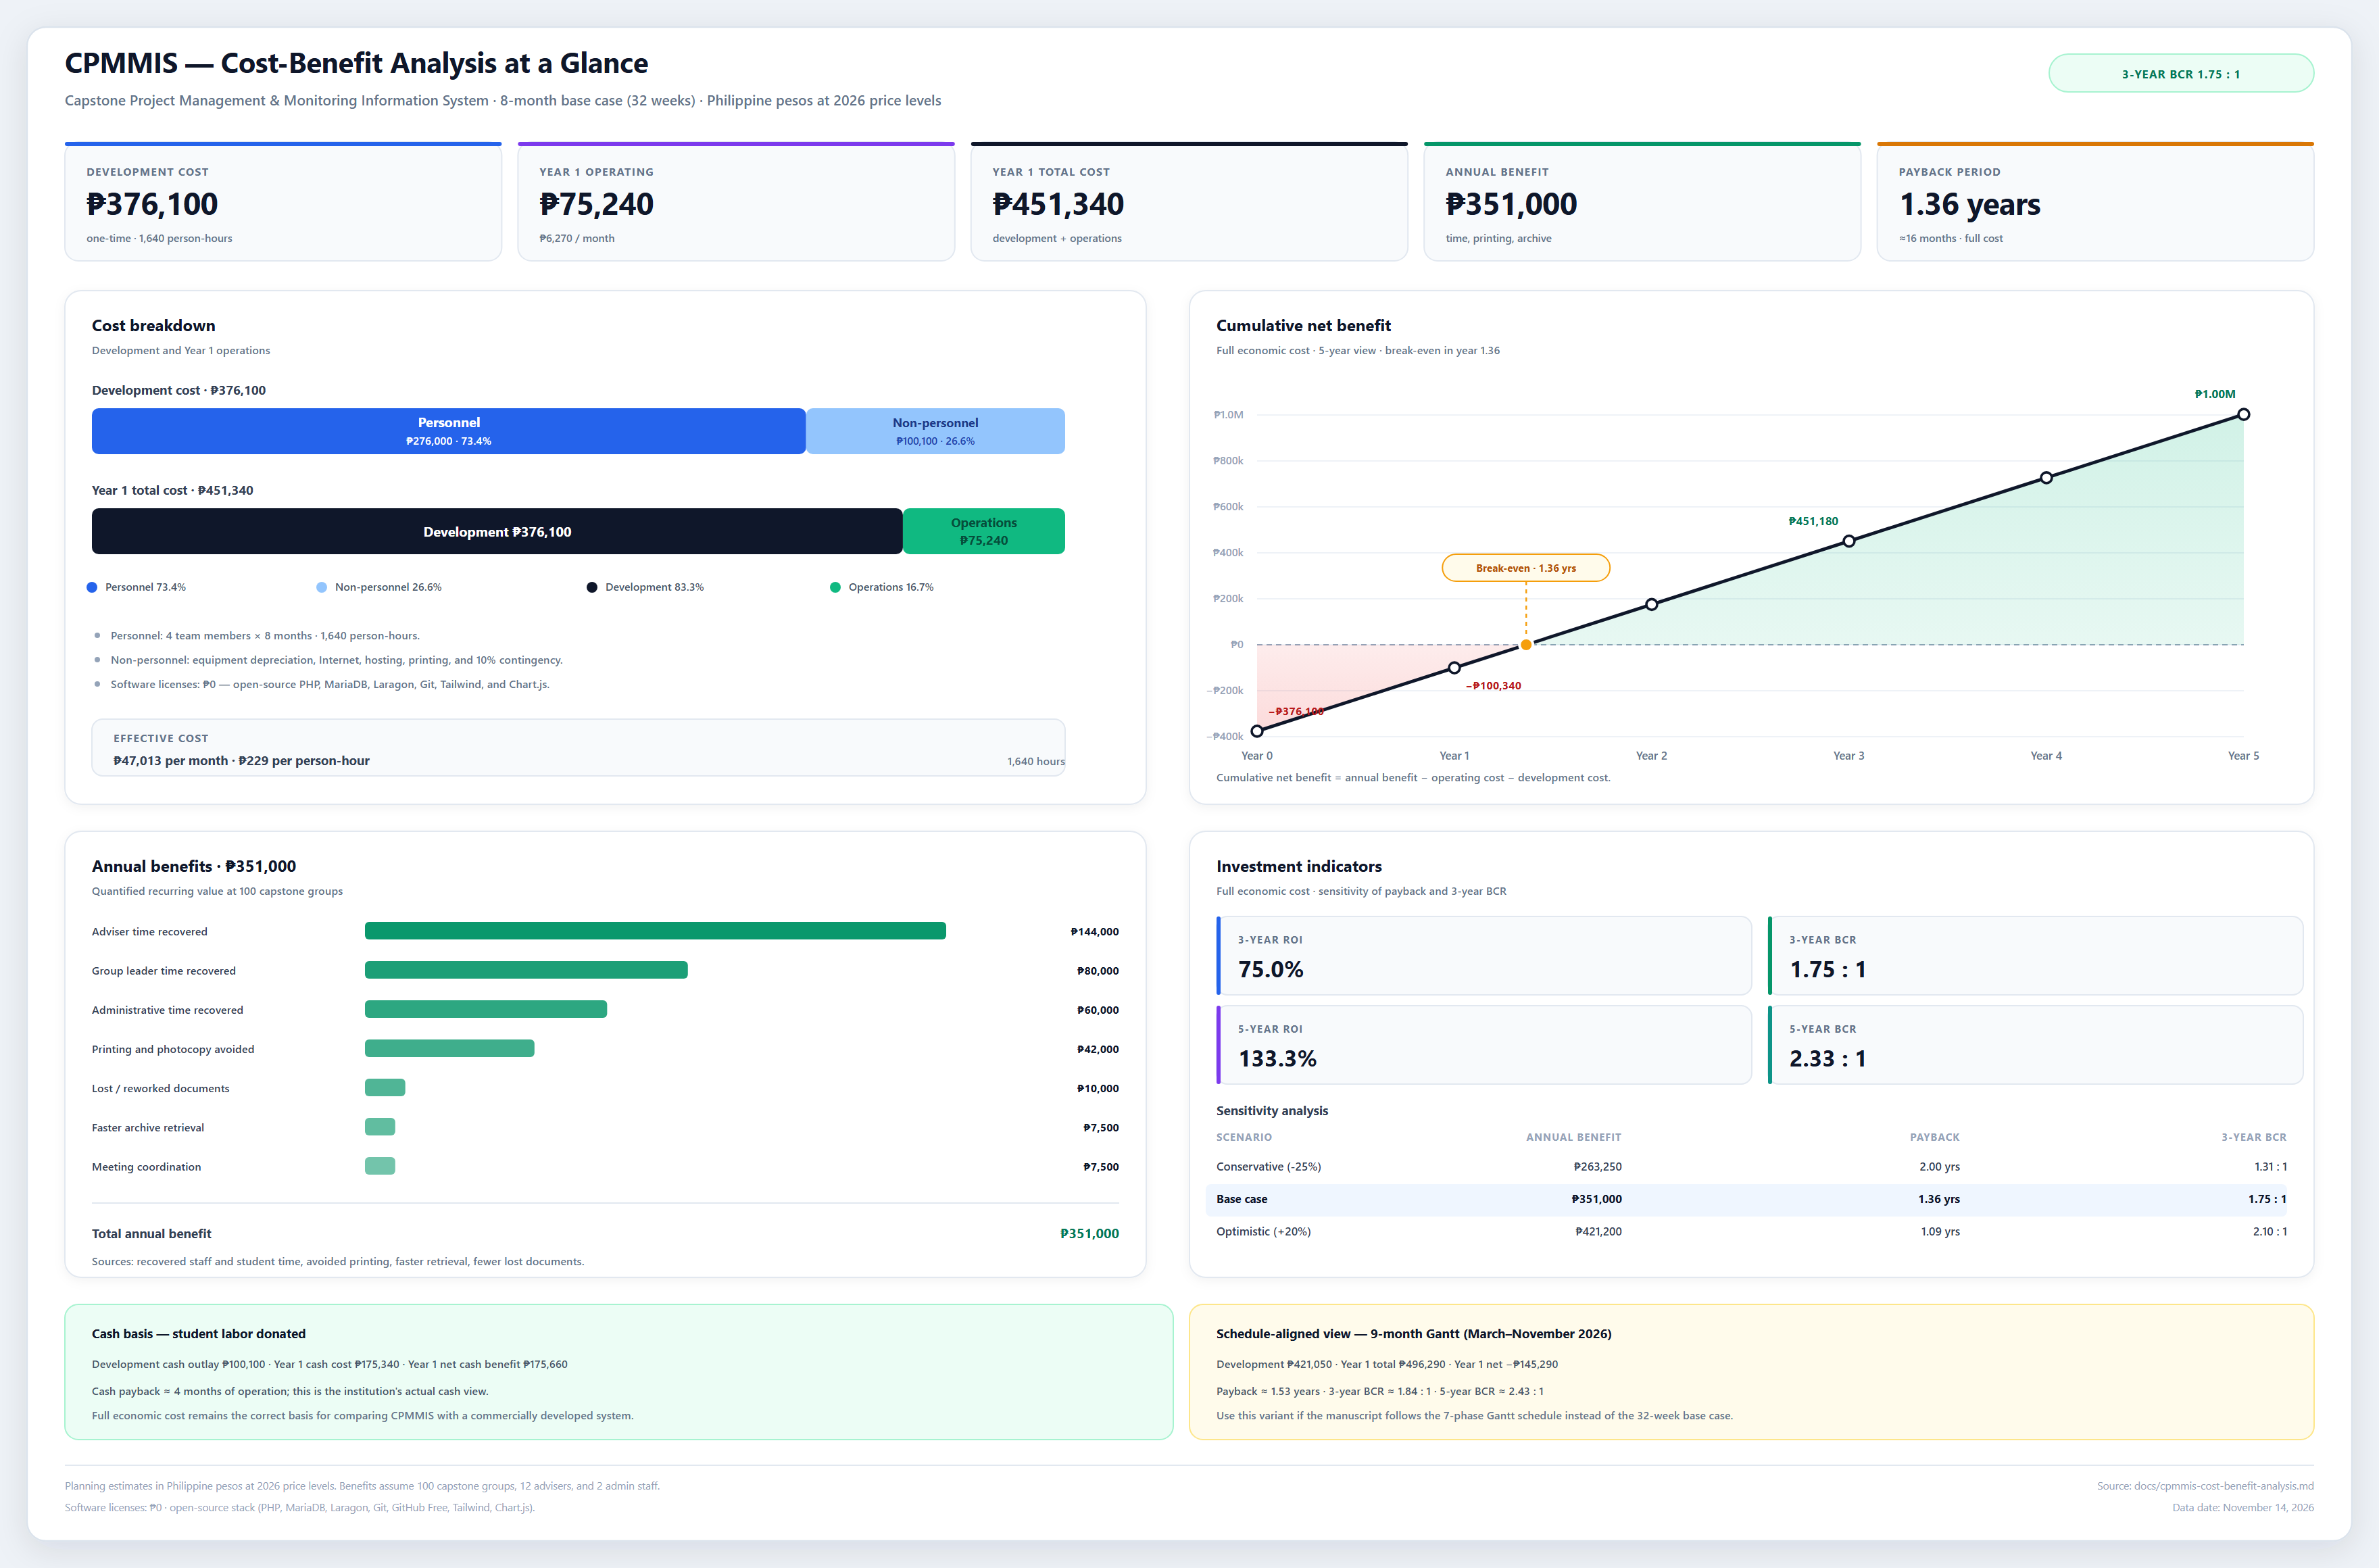 CPMMIS — Cost-Benefit Analysis at a Glance
Capstone Project Management & Monitoring Information System · 8-month base case (32 weeks) · Philippine pesos at 2026 price levels
3-YEAR BCR 1.75 : 1
DEVELOPMENT COST
₱376,100
one-time · 1,640 person-hours
YEAR 1 OPERATING
₱75,240
₱6,270 / month
YEAR 1 TOTAL COST
₱451,340
development + operations
ANNUAL BENEFIT
₱351,000
time, printing, archive
PAYBACK PERIOD
1.36 years
≈16 months · full cost
Cost breakdown
Development and Year 1 operations
Development cost · ₱376,100
Personnel
₱276,000 · 73.4%
Non-personnel
₱100,100 · 26.6%
Year 1 total cost · ₱451,340
Development ₱376,100
Operations
₱75,240
Personnel 73.4%
Non-personnel 26.6%
Development 83.3%
Operations 16.7%
Personnel: 4 team members × 8 months · 1,640 person-hours.
Non-personnel: equipment depreciation, Internet, hosting, printing, and 10% contingency.
Software licenses: ₱0 — open-source PHP, MariaDB, Laragon, Git, Tailwind, and Chart.js.
EFFECTIVE COST
₱47,013 per month · ₱229 per person-hour
1,640 hours
Cumulative net benefit
Full economic cost · 5-year view · break-even in year 1.36
₱1.00M
₱1.0M
₱800k
₱600k
₱451,180
₱400k
Break-even · 1.36 yrs
₱200k
₱0
−₱100,340
−₱200k
−₱376,100
−₱400k
Year 0
Year 1
Year 2
Year 3
Year 4
Year 5
Cumulative net benefit = annual benefit − operating cost − development cost.
Annual benefits · ₱351,000
Quantified recurring value at 100 capstone groups
Adviser time recovered ₱144,000
Group leader time recovered ₱80,000
Administrative time recovered ₱60,000
Printing and photocopy avoided ₱42,000
Lost / reworked documents ₱10,000
Faster archive retrieval ₱7,500
Meeting coordination ₱7,500
Total annual benefit ₱351,000
Sources: recovered staff and student time, avoided printing, faster retrieval, fewer lost documents.
Investment indicators
Full economic cost · sensitivity of payback and 3-year BCR
3-YEAR ROI
75.0%
3-YEAR BCR
1.75 : 1
5-YEAR ROI
133.3%
5-YEAR BCR
2.33 : 1
Sensitivity analysis
SCENARIO ANNUAL BENEFIT PAYBACK 3-YEAR BCR
Conservative (-25%) ₱263,250 2.00 yrs 1.31 : 1
Base case ₱351,000 1.36 yrs 1.75 : 1
Optimistic (+20%) ₱421,200 1.09 yrs 2.10 : 1
Cash basis — student labor donated
Development cash outlay ₱100,100 · Year 1 cash cost ₱175,340 · Year 1 net cash benefit ₱175,660
Cash payback ≈ 4 months of operation; this is the institution's actual cash view.
Full economic cost remains the correct basis for comparing CPMMIS with a commercially developed system.
Schedule-aligned view — 9-month Gantt (March–November 2026)
Development ₱421,050 · Year 1 total ₱496,290 · Year 1 net −₱145,290
Payback ≈ 1.53 years · 3-year BCR ≈ 1.84 : 1 · 5-year BCR ≈ 2.43 : 1
Use this variant if the manuscript follows the 7-phase Gantt schedule instead of the 32-week base case.
Planning estimates in Philippine pesos at 2026 price levels. Benefits assume 100 capstone groups, 12 advisers, and 2 admin staff.
Software licenses: ₱0 · open-source stack (PHP, MariaDB, Laragon, Git, GitHub Free, Tailwind, Chart.js).
Source: docs/cpmmis-cost-benefit-analysis.md
Data date: November 14, 2026